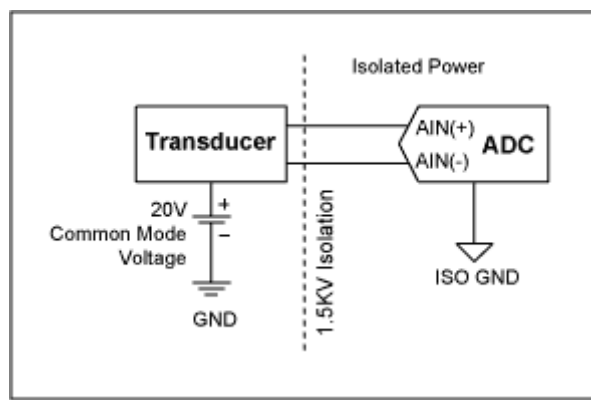 Isolated Power
Transducer
AIN(+)
AIN(-)
ADC
20V
+
–
Common Mode
Voltage
GND
1.5KV Isolation
ISO GND